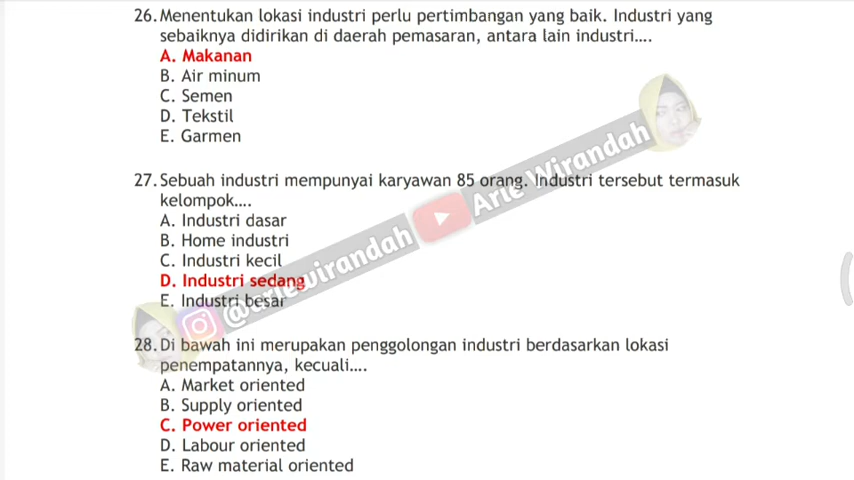 26. Menentukan lokasi industri perlu pertimbangan yang baik. Industri yang
sebaiknya didirikan di daerah pemasaran, antara lain industri....
A. Makanan
B. Air minum
C. Semen
D. Tekstil
E. Garmen
27. Sebuah industri mempunyai karyawan 85 orang. Industri tersebut termasuk
kelompok....
A. Industri dasar
B. Home industri
C. Industri kecil
D. Industri sedang
E. Industri besar
@ariewirandah
Arie Wirandah
28. Di bawah ini merupakan penggolongan industri berdasarkan lokasi
penempatannya, kecuali....
A. Market oriented
B. Supply oriented
C. Power oriented
D. Labour oriented
E. Raw material oriented